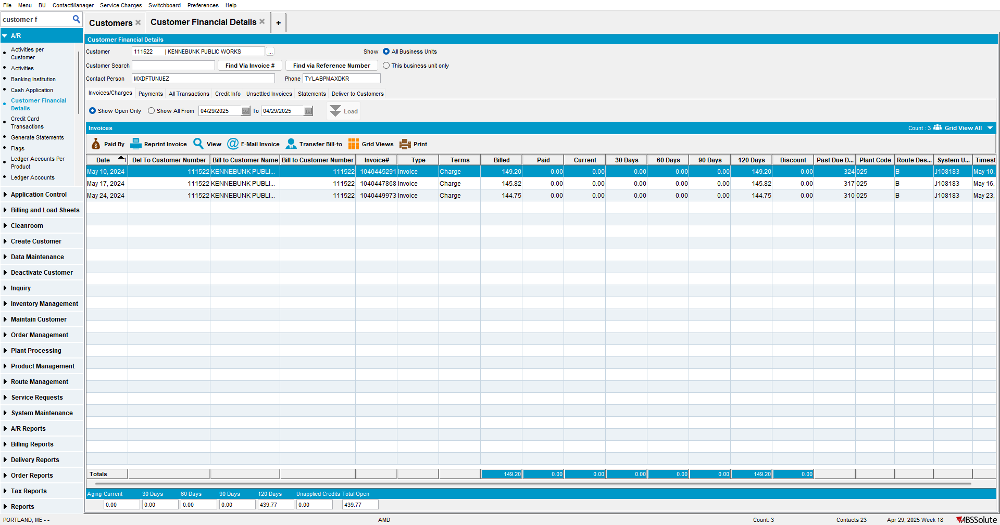 File Menu BU ContactManager Service Charges Switchboard Preferences Help
customer f
Customers
Customer Financial Details
+
A/R
Activities per
Customer
Activities
Banking Institution
Cash Application
Customer Financial
Details
Credit Card
Transactions
Generate Statements
Flags
Ledger Accounts Per
Product
Ledger Accounts
Application Control
Billing and Load Sheets
Cleanroom
Create Customer
Data Maintenance
Deactivate Customer
Inquiry
Inventory Management
Maintain Customer
Order Management
Plant Processing
Product Management
Route Management
Service Requests
System Maintenance
A/R Reports
Billing Reports
Delivery Reports
Order Reports
Tax Reports
Reports
Customer Financial Details
Customer 111522 | KENNEBUNK PUBLIC WORKS ... Show All Business Units
Customer Search Find Via Invoice # Find via Reference Number This business unit only
Contact Person MXDFTUNUEZ Phone TYLABPMAXDKR
Invoices/Charges Payments All Transactions Credit Info Unsettled Invoices Statements Deliver to Customers
Show Open Only Show All From 04/29/2025 16 To 04/29/2025 16 Load
Invoices Count : 3 Grid View All
Paid By Reprint Invoice View E-Mail Invoice Transfer Bill-to Grid Views Print
Date 1 Del To Customer Number Bill to Customer Name Bill to Customer Number Invoice# Type Terms Billed Paid Current 30 Days 60 Days 90 Days 120 Days Discount Past Due D... Plant Code Route Des... System U... Timest
May 10, 2024 111522 KENNEBUNK PUBLI... 111522 1040445291 Invoice Charge 149.20 0.00 0.00 0.00 0.00 0.00 149.20 0.00 324 025 B J108183 May 10,
May 17, 2024 111522 KENNEBUNK PUBLI... 111522 1040447868 Invoice Charge 145.82 0.00 0.00 0.00 0.00 0.00 145.82 0.00 317 025 B J108183 May 16,
May 24, 2024 111522 KENNEBUNK PUBLI... 111522 1040449973 Invoice Charge 144.75 0.00 0.00 0.00 0.00 0.00 144.75 0.00 310 025 B J108183 May 23,
Totals 149.20 0.00 0.00 0.00 0.00 0.00 149.20 0.00
Aging Current 30 Days 60 Days 90 Days 120 Days Unapplied Credits Total Open
0.00 0.00 0.00 0.00 439.77 0.00 439.77
PORTLAND, ME - - AMD Count: 3 Contacts 23 Apr 29, 2025 Week 18 ABSSolute